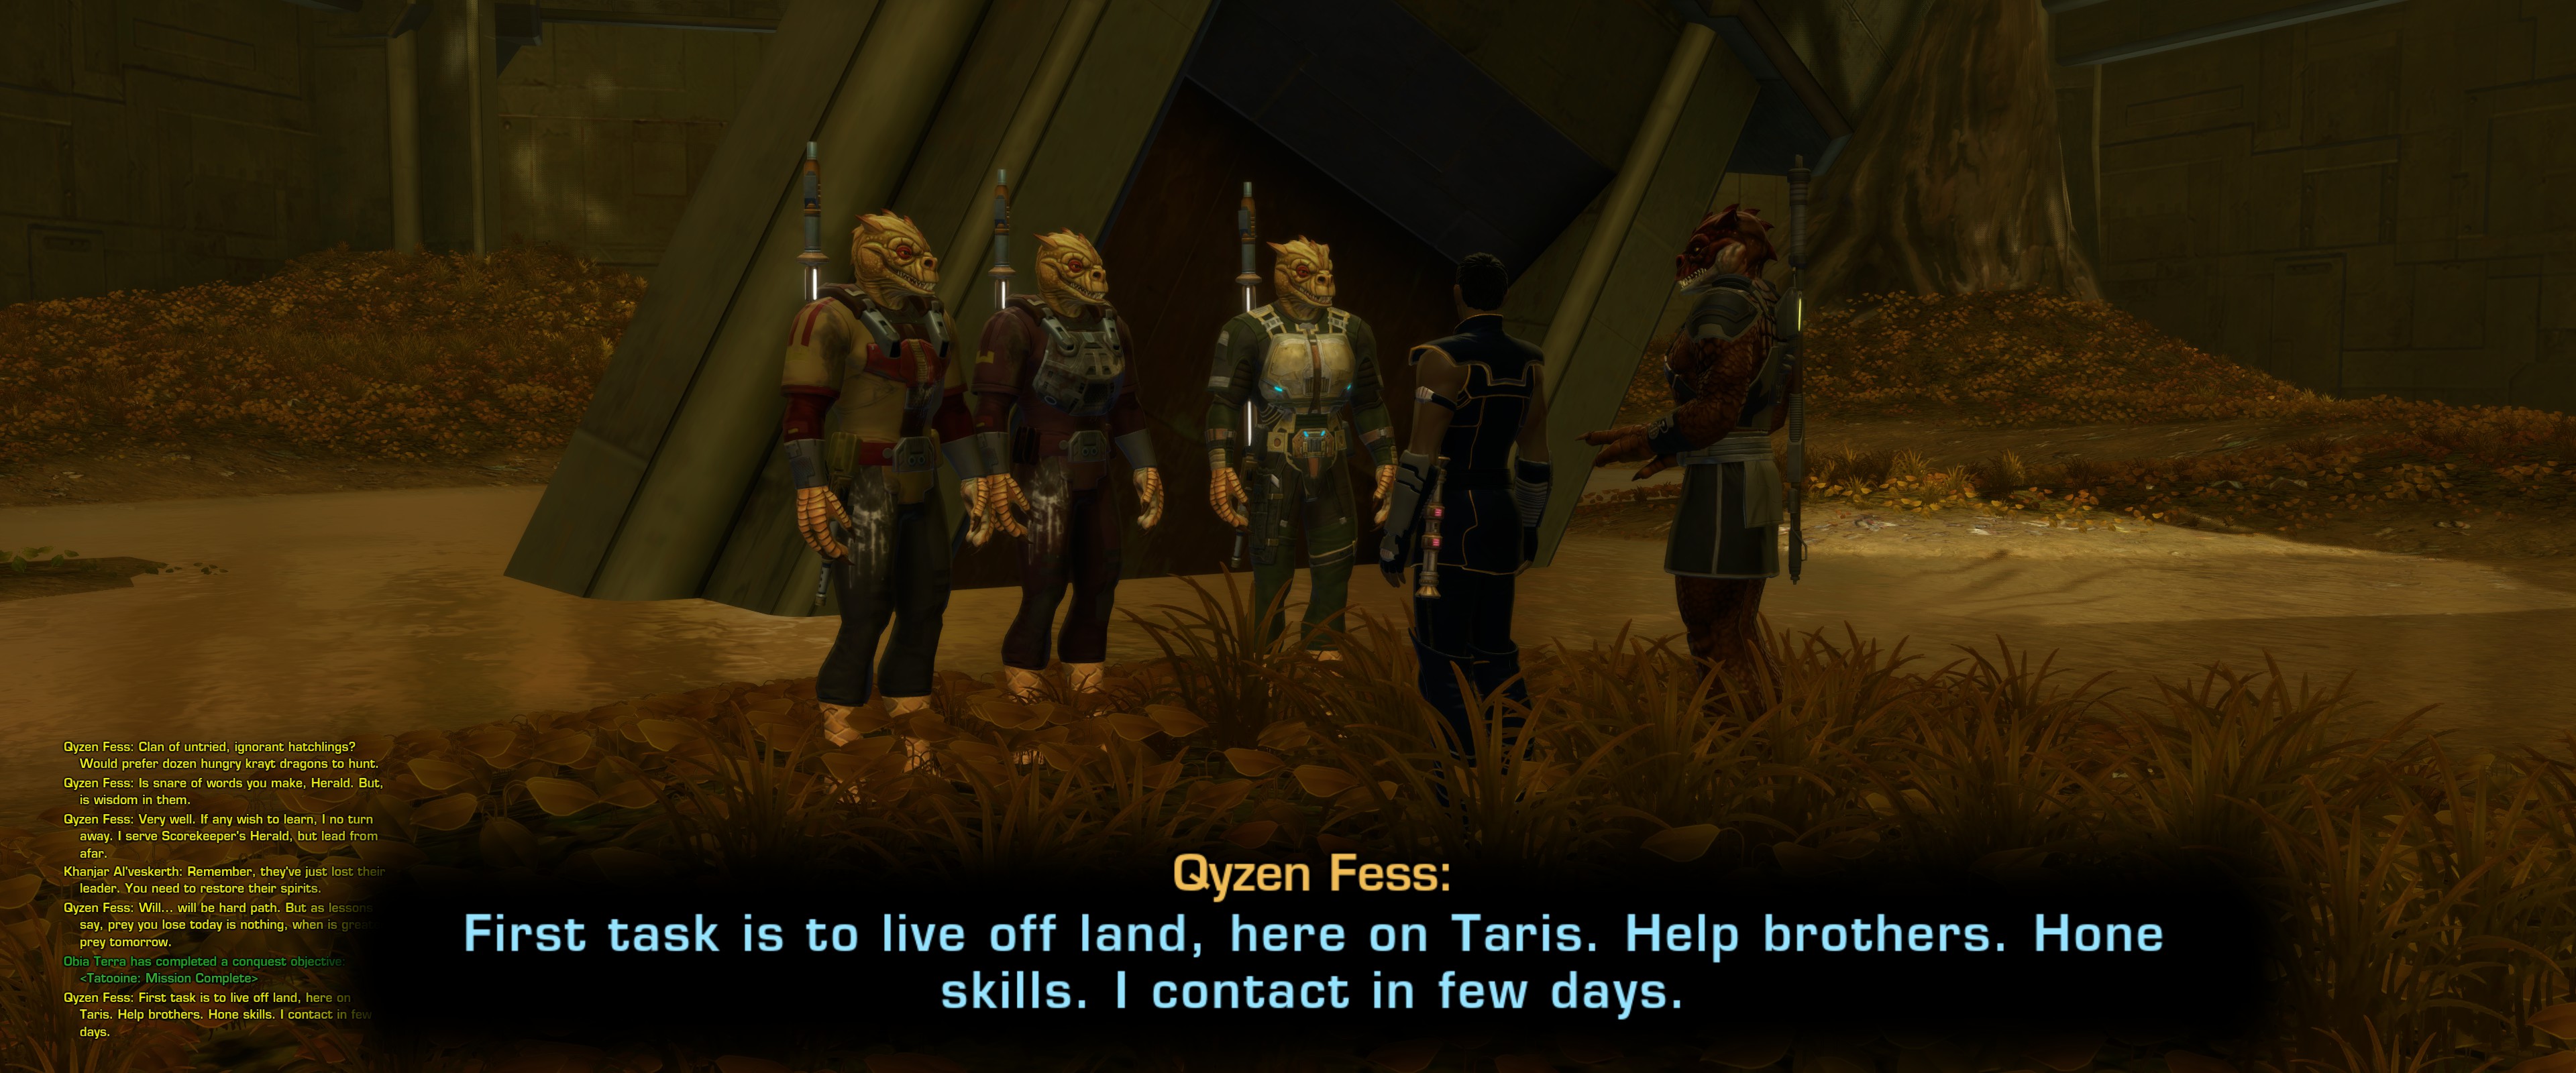 Qyzen Fess: Clan of untried, ignorant hatchlings?
Would prefer dozen hungry krayt dragons to hunt.
Qyzen Fess: Is snare of words you make, Herald. But,
is wisdom in them.
Qyzen Fess: Very well. If any wish to learn, I no turn
away. I serve Scorekeeper's Herald, but lead from
afar.
Khanjar Al'veskerth: Remember, they've just lost their
leader. You need to restore their spirits.
Qyzen Fess: Will... will be hard path. But as lessons
say, prey you lose today is nothing, when is great
prey tomorrow.
Obia Terra has completed a conquest objective:
<Tatooine: Mission Complete>
Qyzen Fess: First task is to live off land, here on
Taris. Help brothers. Hone skills. I contact in few
days.
Qyzen Fess:
First task is to live off land, here on Taris. Help brothers. Hone
skills. I contact in few days.